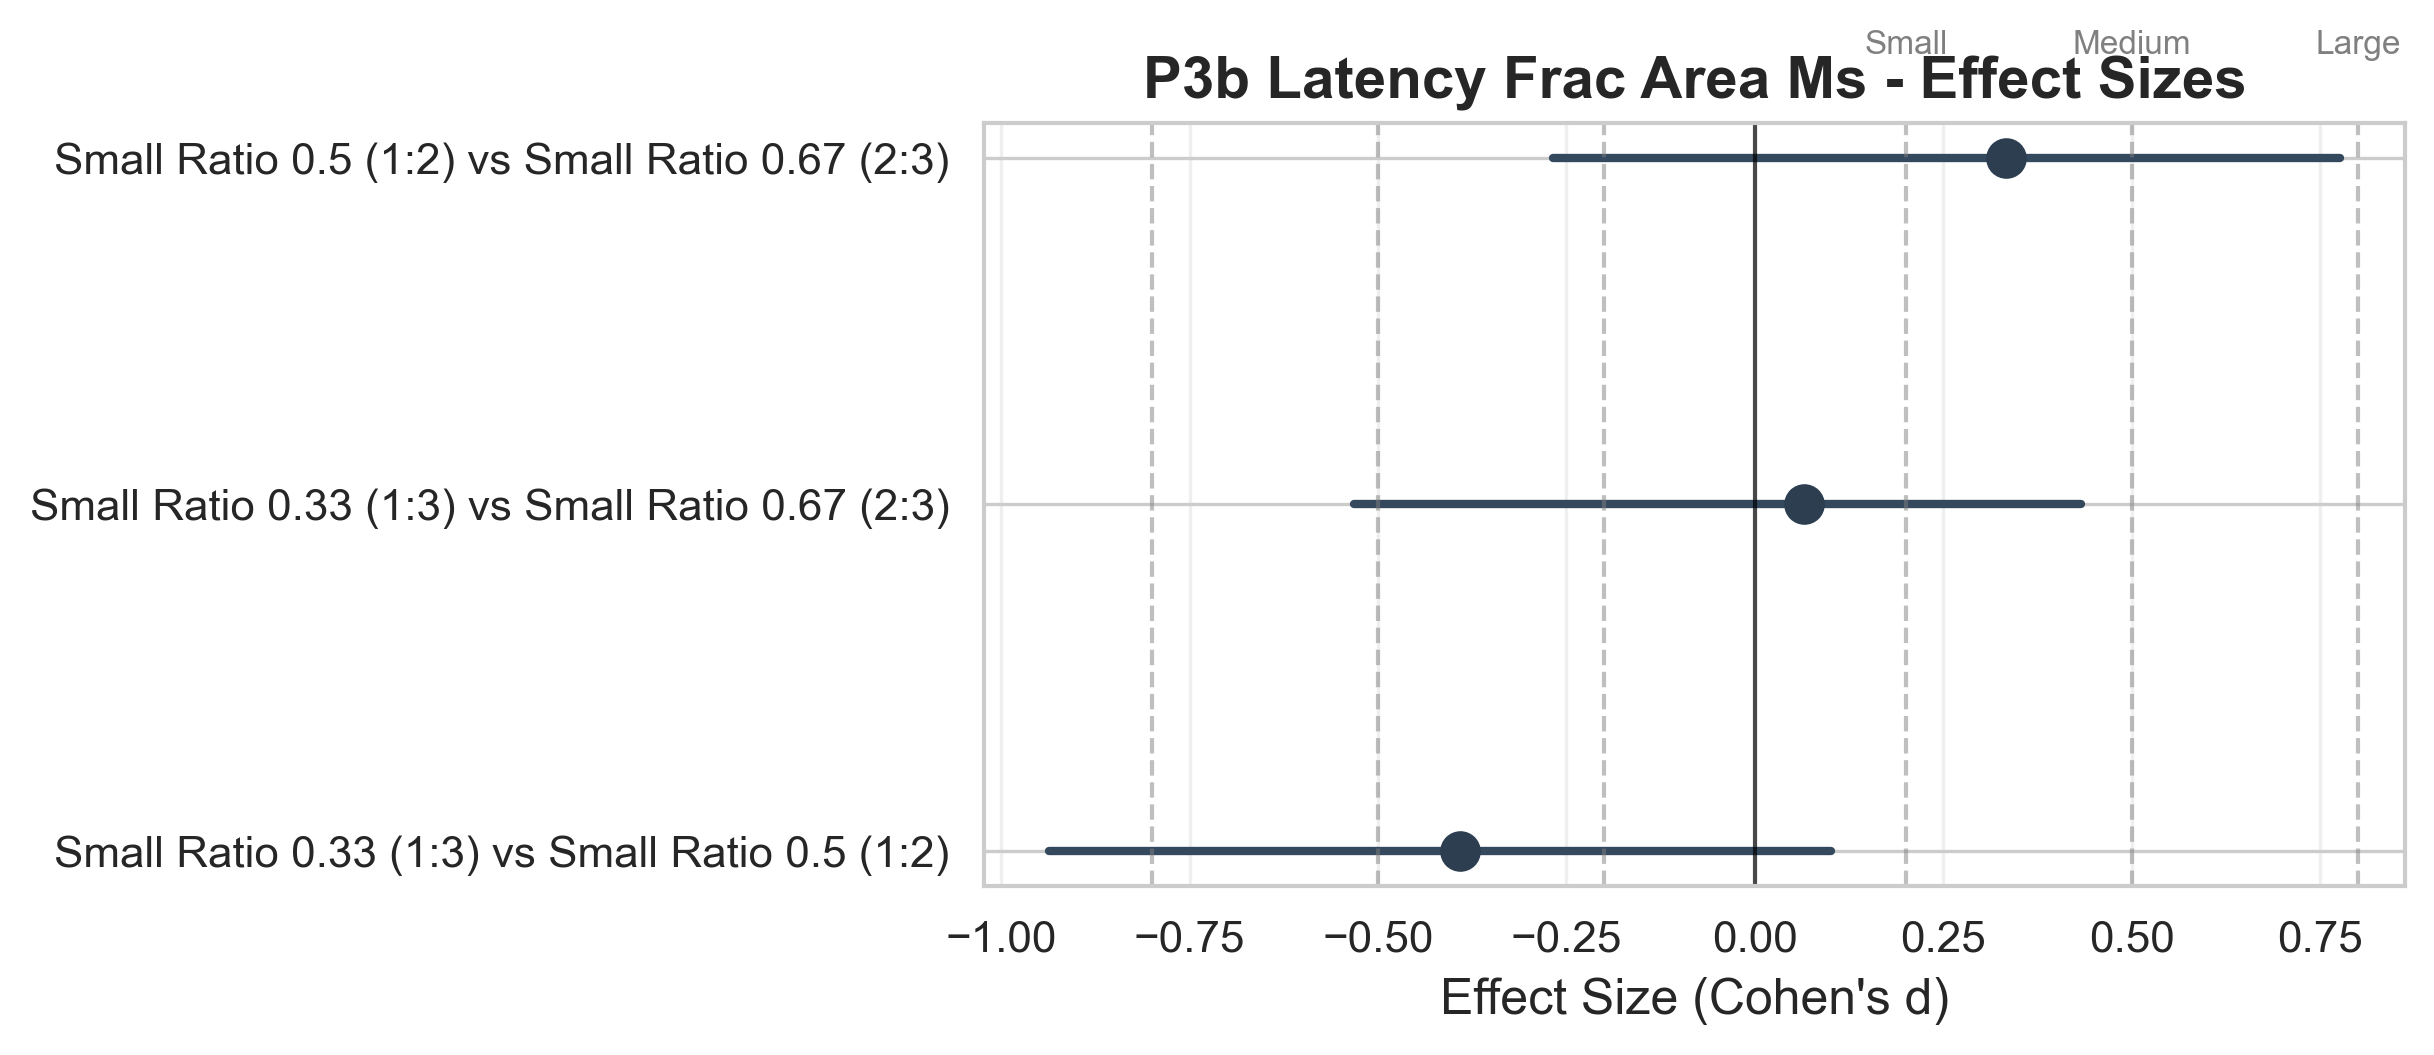 Small Medium Large
P3b Latency Frac Area Ms - Effect Sizes
Small Ratio 0.5 (1:2) vs Small Ratio 0.67 (2:3)
Small Ratio 0.33 (1:3) vs Small Ratio 0.67 (2:3)
Small Ratio 0.33 (1:3) vs Small Ratio 0.5 (1:2)
−1.00 −0.75 −0.50 −0.25 0.00 0.25 0.50 0.75
Effect Size (Cohen's d)